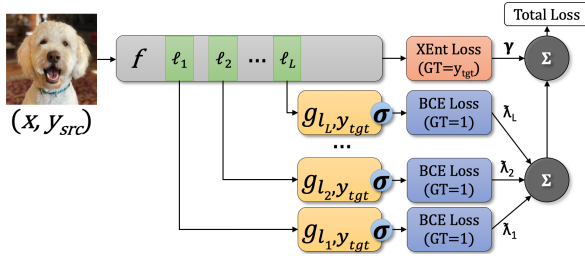 Total Loss
f ℓ1 ℓ2 ... ℓL
XEnt Loss
(GT=ytgt)
γ
Σ
(x, ysrc)
glL,ytgt σ
BCE Loss
(GT=1)
λL
...
gl2,ytgt σ
BCE Loss
(GT=1)
λ2
Σ
gl1,ytgt σ
BCE Loss
(GT=1)
λ1